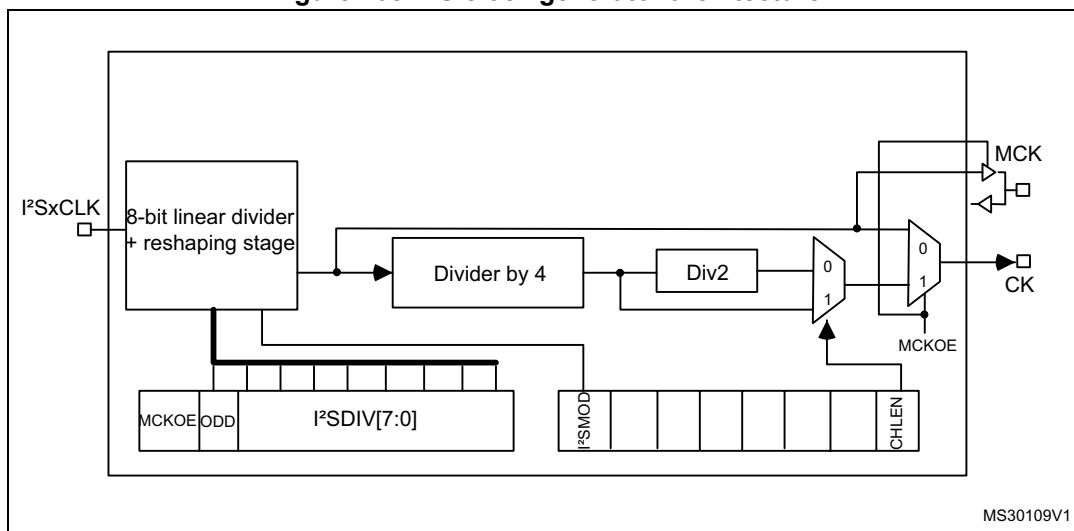 MCK
I²SxCLK
8-bit linear divider
+ reshaping stage
Divider by 4
Div2
0
1
0
1
CK
MCKOE
MCKOE
ODD
I²SDIV[7:0]
I²SMOD
CHLEN
MS30109V1